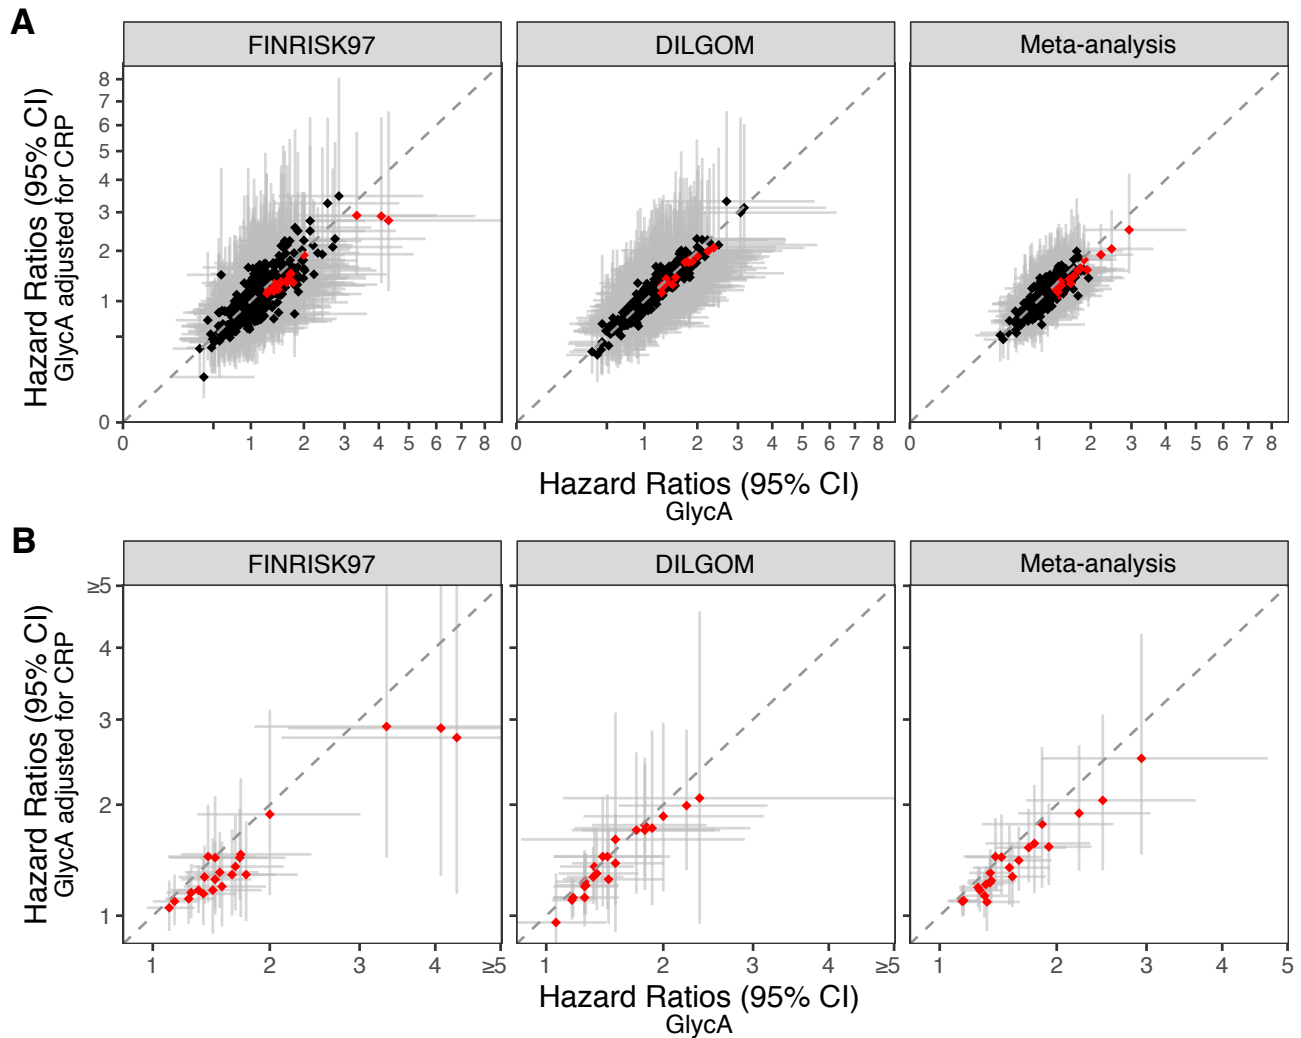 A
FINRISK97
DILGOM
Meta-analysis
Hazard Ratios (95% CI)
GlycA adjusted for CRP
8
7
6
5
4
3
2
1
0
0 1 2 3 4 5 6 7 8
0 1 2 3 4 5 6 7 8
0 1 2 3 4 5 6 7 8
Hazard Ratios (95% CI)
GlycA
B
FINRISK97
DILGOM
Meta-analysis
Hazard Ratios (95% CI)
GlycA adjusted for CRP
≥5
4
3
2
1
1 2 3 4 ≥5
1 2 3 4 ≥5
1 2 3 4 5
Hazard Ratios (95% CI)
GlycA